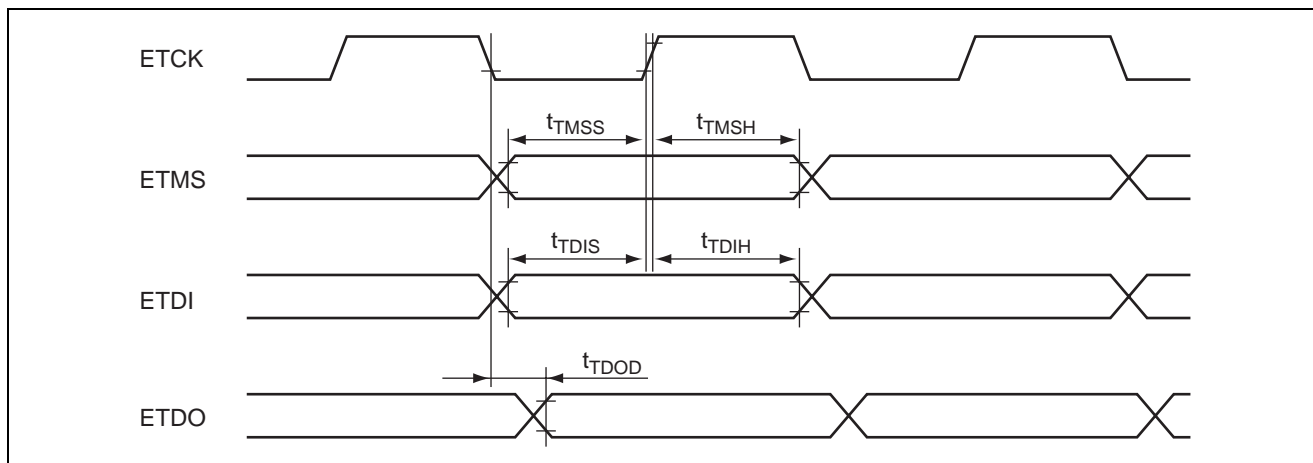 ETCK
tTMSS tTMSH
ETMS
tTDIS tTDIH
ETDI
tTDOD
ETDO